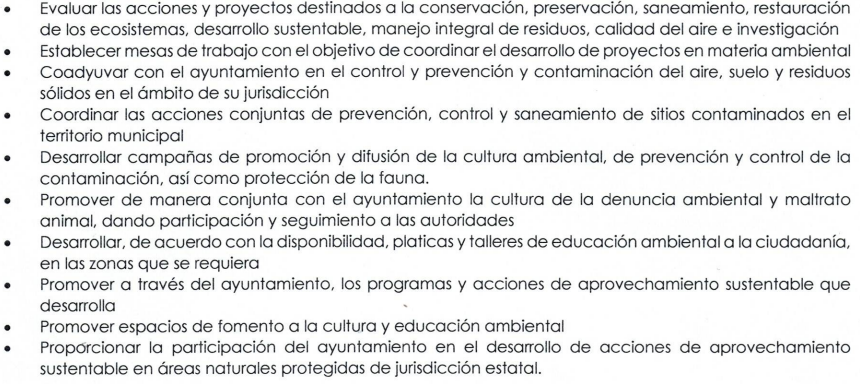 • Evaluar las acciones y proyectos destinados a la conservación, preservación, saneamiento, restauración
de los ecosistemas, desarrollo sustentable, manejo integral de residuos, calidad del aire e investigación
• Establecer mesas de trabajo con el objetivo de coordinar el desarrollo de proyectos en materia ambiental
• Coadyuvar con el ayuntamiento en el control y prevención y contaminación del aire, suelo y residuos
sólidos en el ámbito de su jurisdicción
• Coordinar las acciones conjuntas de prevención, control y saneamiento de sitios contaminados en el
territorio municipal
• Desarrollar campañas de promoción y difusión de la cultura ambiental, de prevención y control de la
contaminación, así como protección de la fauna.
• Promover de manera conjunta con el ayuntamiento la cultura de la denuncia ambiental y maltrato
animal, dando participación y seguimiento a las autoridades
• Desarrollar, de acuerdo con la disponibilidad, platicas y talleres de educación ambiental a la ciudadanía,
en las zonas que se requiera
• Promover a través del ayuntamiento, los programas y acciones de aprovechamiento sustentable que
desarrolla
• Promover espacios de fomento a la cultura y educación ambiental
• Proporcionar la participación del ayuntamiento en el desarrollo de acciones de aprovechamiento
sustentable en áreas naturales protegidas de jurisdicción estatal.